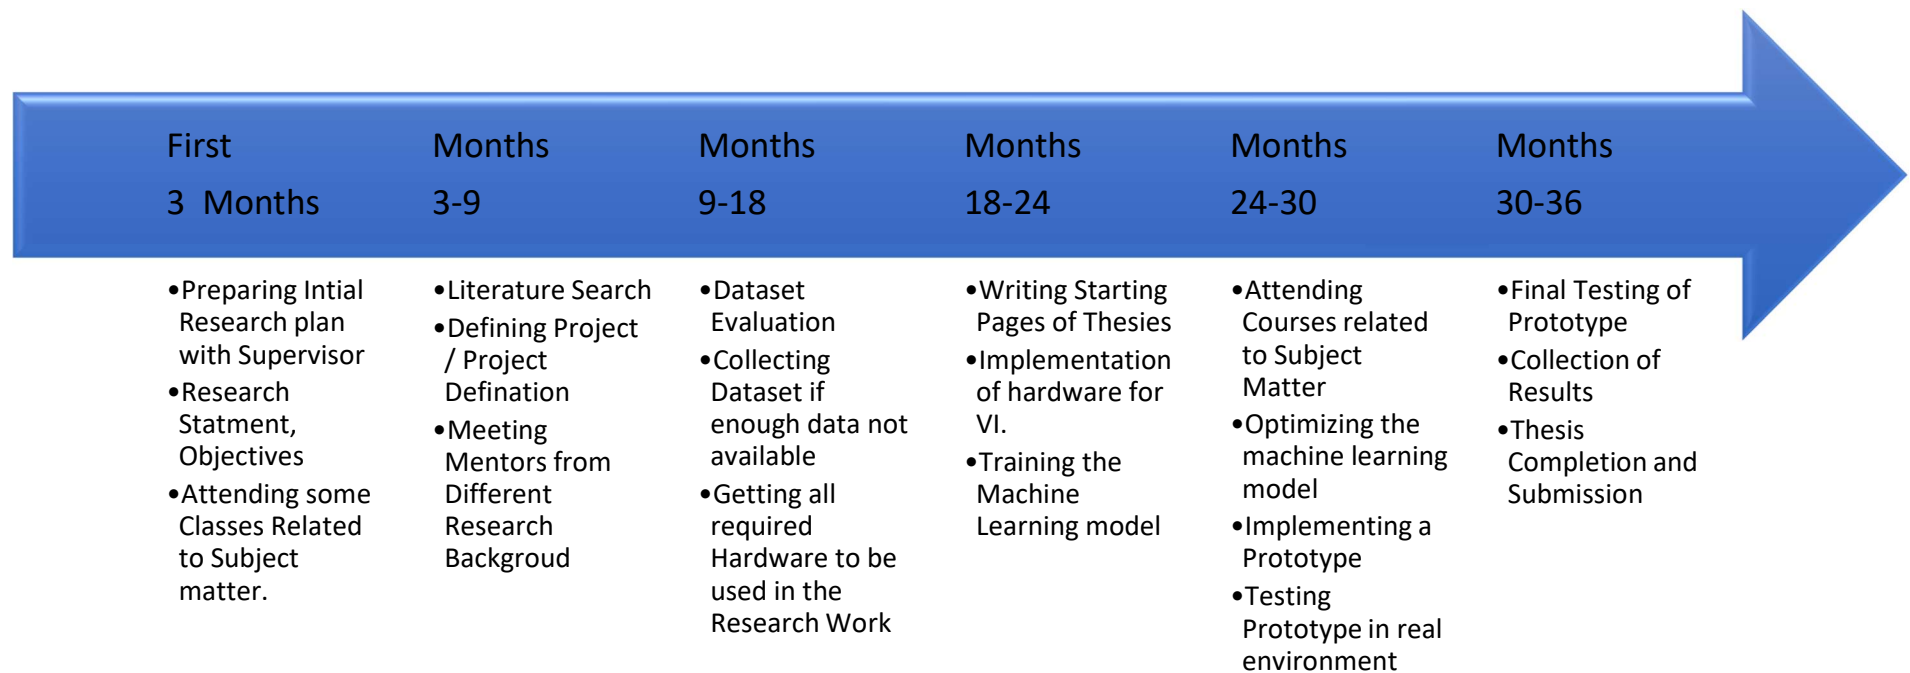 First
3 Months
•Preparing Intial
Research plan
with Supervisor
•Research
Statment,
Objectives
•Attending some
Classes Related
to Subject
matter.
Months
3-9
•Literature Search
•Defining Project
/ Project
Defination
•Meeting
Mentors from
Different
Research
Backgroud
Months
9-18
•Dataset
Evaluation
•Collecting
Dataset if
enough data not
available
•Getting all
required
Hardware to be
used in the
Research Work
Months
18-24
•Writing Starting
Pages of Thesies
•Implementation
of hardware for
VI.
•Training the
Machine
Learning model
Months
24-30
•Attending
Courses related
to Subject
Matter
•Optimizing the
machine learning
model
•Implementing a
Prototype
•Testing
Prototype in real
environment
Months
30-36
•Final Testing of
Prototype
•Collection of
Results
•Thesis
Completion and
Submission